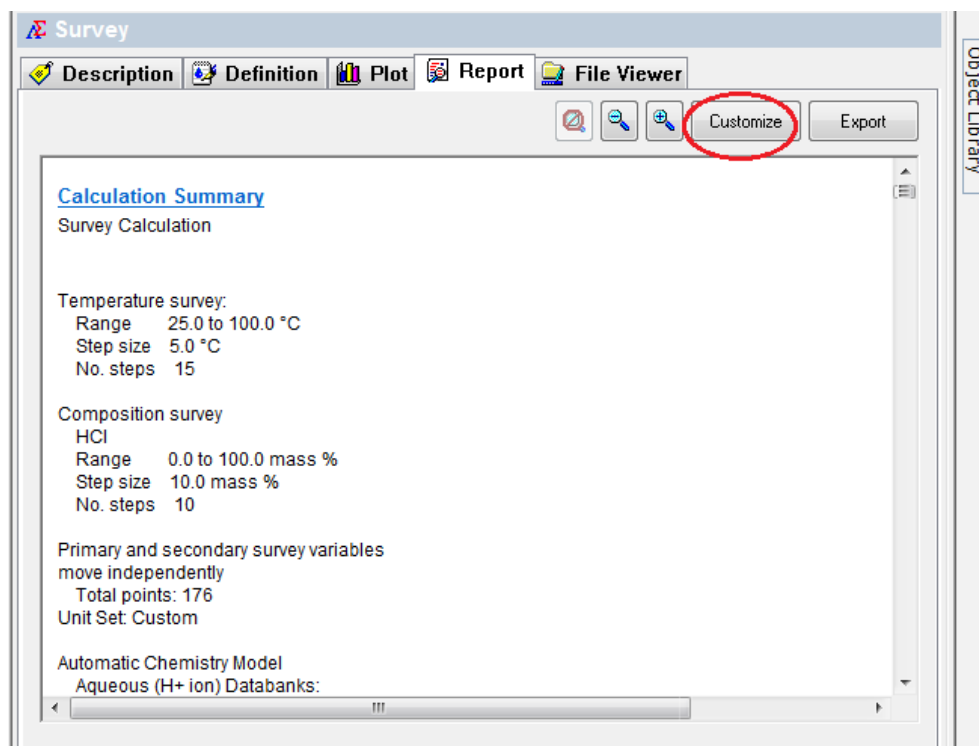 Survey
Description Definition Plot Report File Viewer
Customize Export
Calculation Summary
Survey Calculation
Temperature survey:
Range 25.0 to 100.0 °C
Step size 5.0 °C
No. steps 15
Composition survey
HCl
Range 0.0 to 100.0 mass %
Step size 10.0 mass %
No. steps 10
Primary and secondary survey variables
move independently
Total points: 176
Unit Set: Custom
Automatic Chemistry Model
Aqueous (H+ ion) Databanks:
Object Library